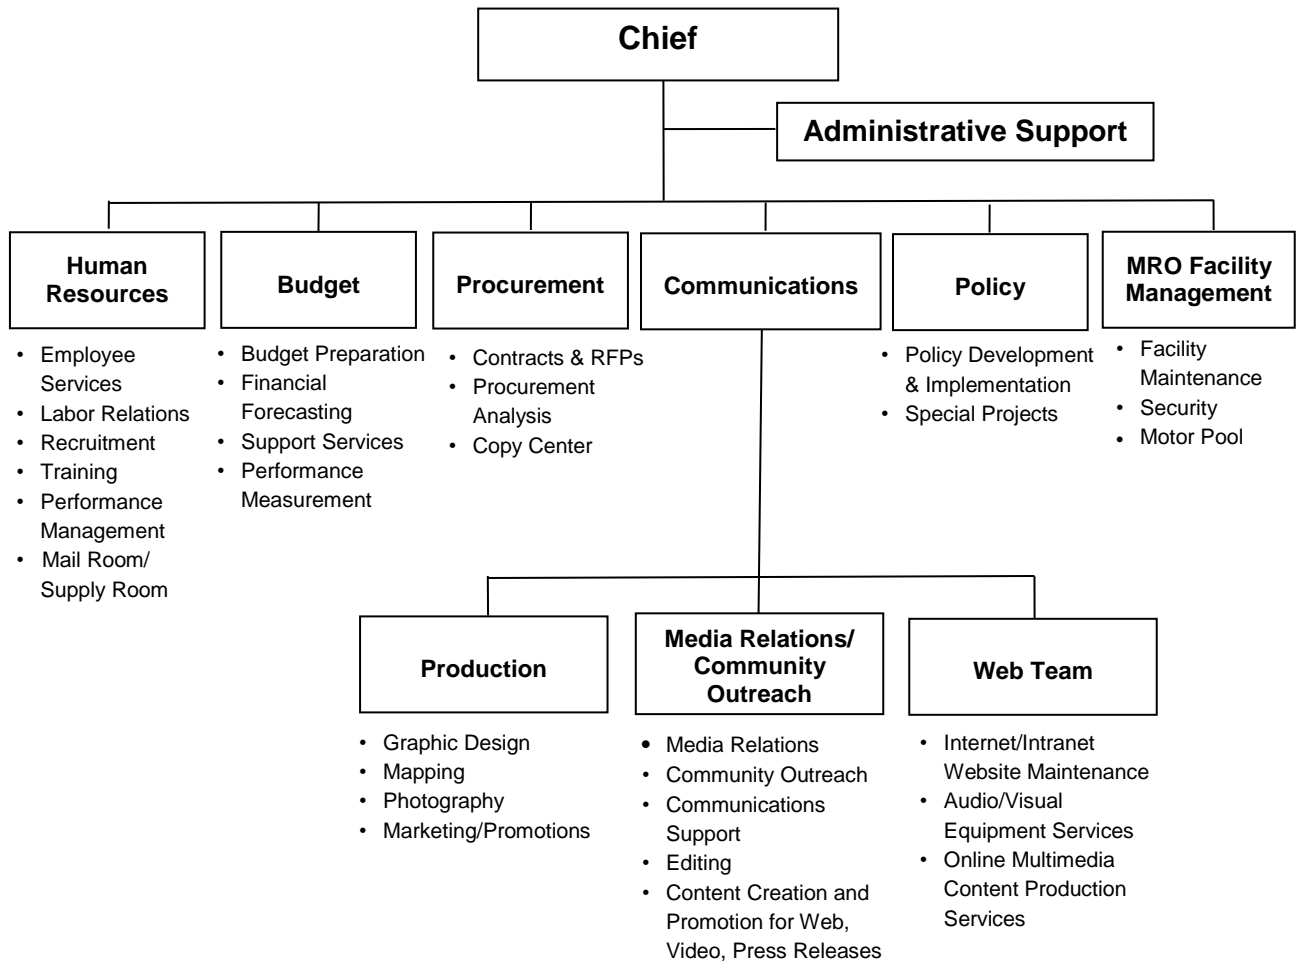 Chief
Administrative Support
Human
Resources
Budget
Procurement
Communications
Policy
MRO Facility
Management
• Employee
Services
• Labor Relations
• Recruitment
• Training
• Performance
Management
• Mail Room/
Supply Room
• Budget Preparation
• Financial
Forecasting
• Support Services
• Performance
Measurement
• Contracts & RFPs
• Procurement
Analysis
• Copy Center
• Policy Development
& Implementation
• Special Projects
• Facility
Maintenance
• Security
• Motor Pool
Production
Media Relations/
Community
Outreach
Web Team
• Graphic Design
• Mapping
• Photography
• Marketing/Promotions
• Media Relations
• Community Outreach
• Communications
Support
• Editing
• Content Creation and
Promotion for Web,
Video, Press Releases
• Internet/Intranet
Website Maintenance
• Audio/Visual
Equipment Services
• Online Multimedia
Content Production
Services